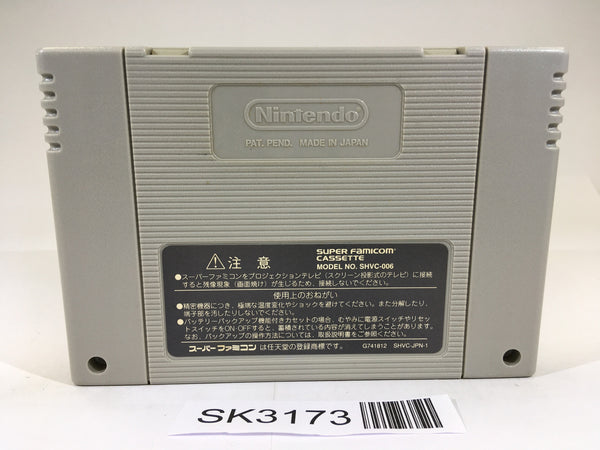 Nintendo
PAT. PEND. MADE IN JAPAN
⚠注意
SUPER FAMICOM
CASSETTE
MODEL NO. SHVC-006
●スーパーファミコンをプロジェクションテレビ（スクリーン投影式のテレビ）に接続
すると残像現象（画面焼け）が生じるため、接続しないでください。
使用上のおねがい
●精密機器につき、極端な温度変化やショックを避けてください。また分解したり、
端子部を汚したりしないでください。
●バッテリーバックアップ機能付きカセットの場合、むやみに電源スイッチやリセ
ットスイッチをON・OFFすると、蓄積されている内容が消えてしまうことがあります。
なお、バックアップの操作方法については、取扱説明書をご参照ください。
スーパーファミコンは任天堂の登録商標です。 G741812 SHVC-JPN-1
SK3173